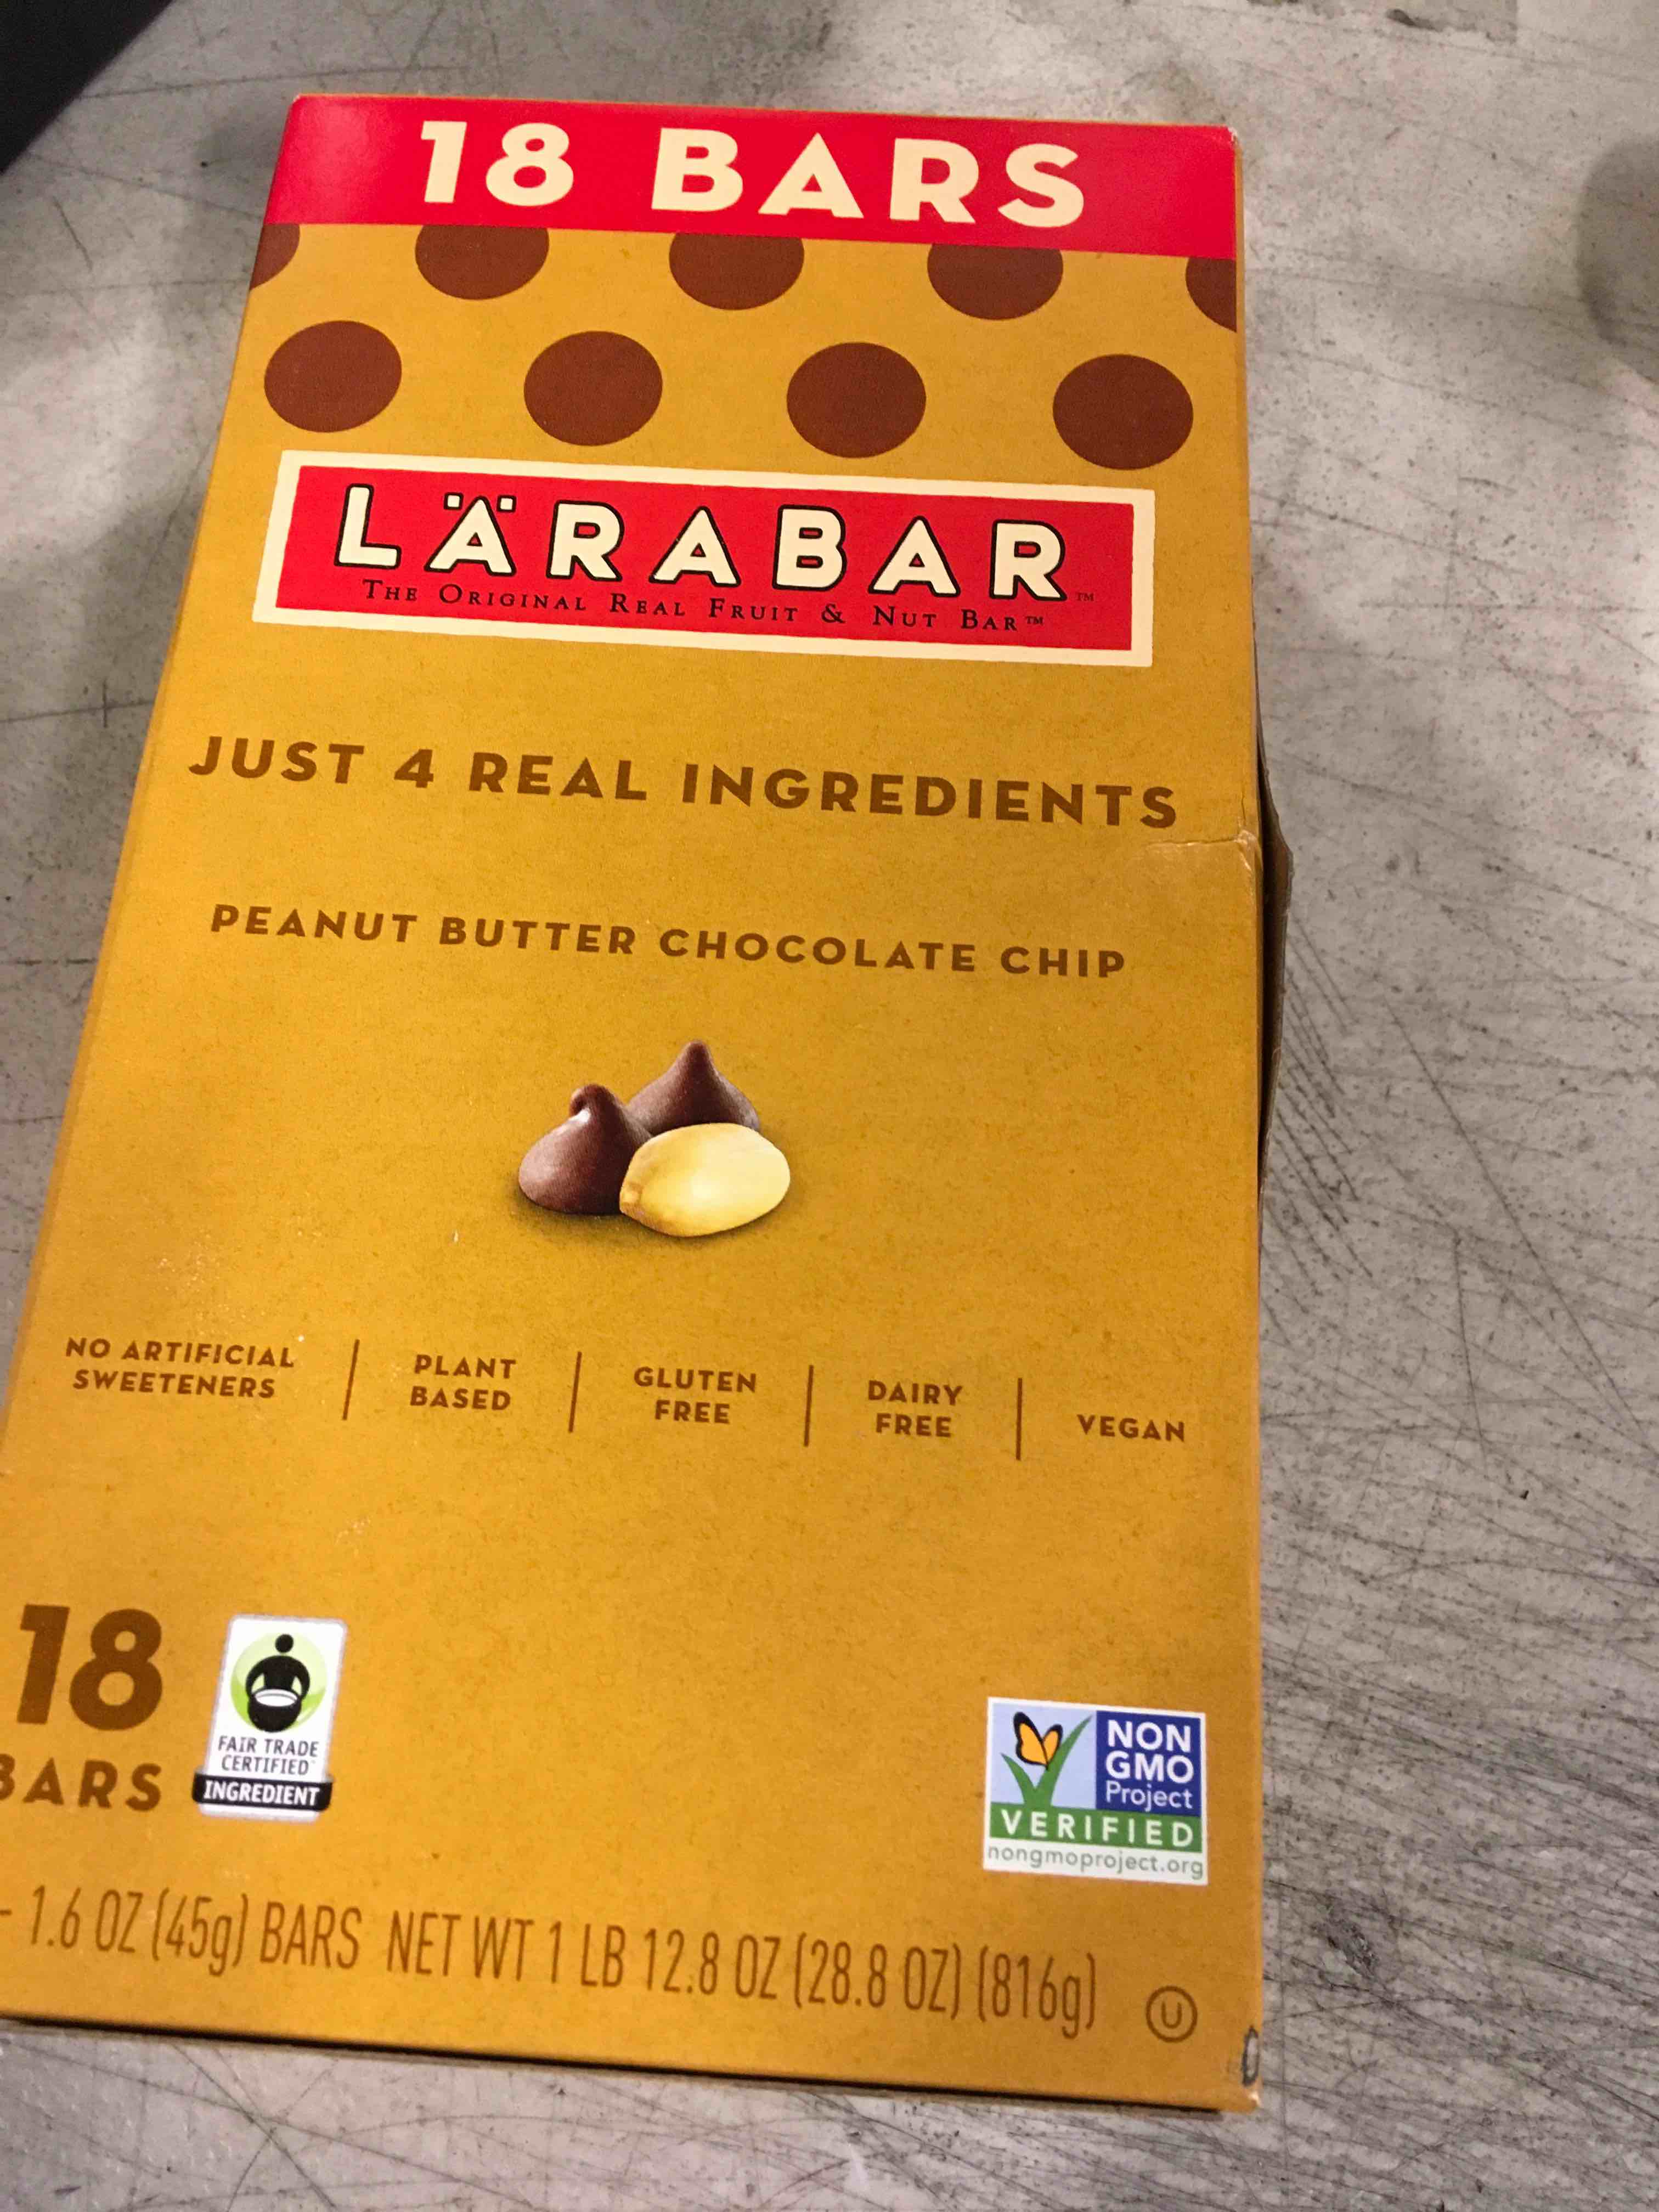 18 BARS
LÄRABAR™
THE ORIGINAL REAL FRUIT & NUT BAR™
JUST 4 REAL INGREDIENTS
PEANUT BUTTER CHOCOLATE CHIP
NO ARTIFICIAL
SWEETENERS
PLANT
BASED
GLUTEN
FREE
DAIRY
FREE
VEGAN
18
BARS
FAIR TRADE
CERTIFIED™
INGREDIENT
NON
GMO
Project
VERIFIED
nongmoproject.org
- 1.6 OZ (45g) BARS NET WT 1 LB 12.8 OZ (28.8 OZ) (816g)
U